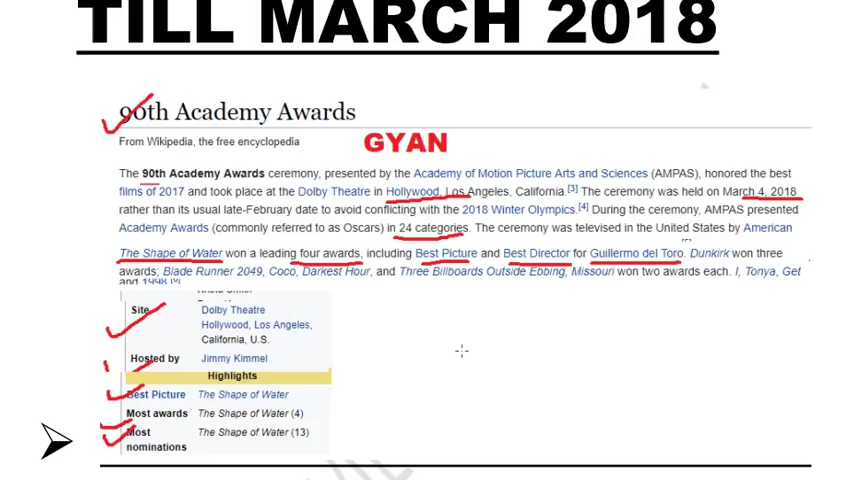 TILL MARCH 2018
90th Academy Awards
From Wikipedia, the free encyclopedia
GYAN
The 90th Academy Awards ceremony, presented by the Academy of Motion Picture Arts and Sciences (AMPAS), honored the best
films of 2017 and took place at the Dolby Theatre in Hollywood, Los Angeles, California.[3] The ceremony was held on March 4, 2018
rather than its usual late-February date to avoid conflicting with the 2018 Winter Olympics.[4] During the ceremony, AMPAS presented
Academy Awards (commonly referred to as Oscars) in 24 categories. The ceremony was televised in the United States by American
The Shape of Water won a leading four awards, including Best Picture and Best Director for Guillermo del Toro. Dunkirk won three
awards; Blade Runner 2049, Coco, Darkest Hour, and Three Billboards Outside Ebbing, Missouri won two awards each. I, Tonya, Get
and 1998.[6]
Site Dolby Theatre
Hollywood, Los Angeles,
California, U.S.
Hosted by Jimmy Kimmel
Highlights
Best Picture The Shape of Water
Most awards The Shape of Water (4)
Most The Shape of Water (13)
nominations